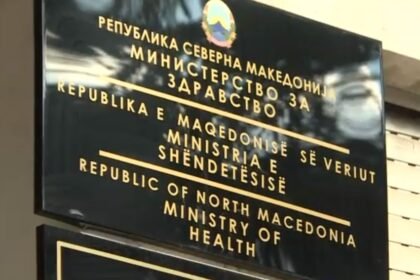 РЕПУБЛИКА СЕВЕРНА МАКЕДОНИЈА
МИНИСТЕРСТВО ЗА
ЗДРАВСТВО
REPUBLIKA E MAQEDONISË SË VERIUT
MINISTRIA E
SHËNDETËSISË
REPUBLIC OF NORTH MACEDONIA
MINISTRY OF
HEALTH